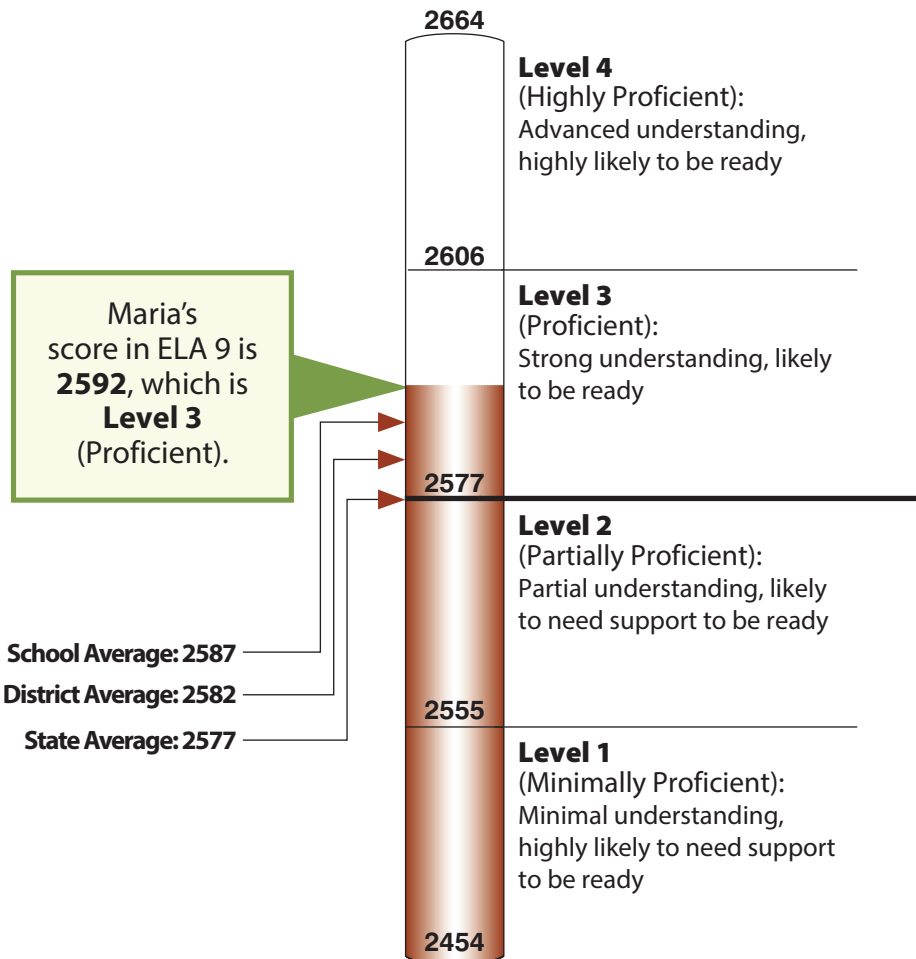 2664
Level 4
(Highly Proficient):
Advanced understanding,
highly likely to be ready
2606
Level 3
(Proficient):
Strong understanding, likely
to be ready
Maria's
score in ELA 9 is
2592, which is
Level 3
(Proficient).
2577
Level 2
(Partially Proficient):
Partial understanding, likely
to need support to be ready
School Average: 2587
District Average: 2582
State Average: 2577
2555
Level 1
(Minimally Proficient):
Minimal understanding,
highly likely to need support
to be ready
2454